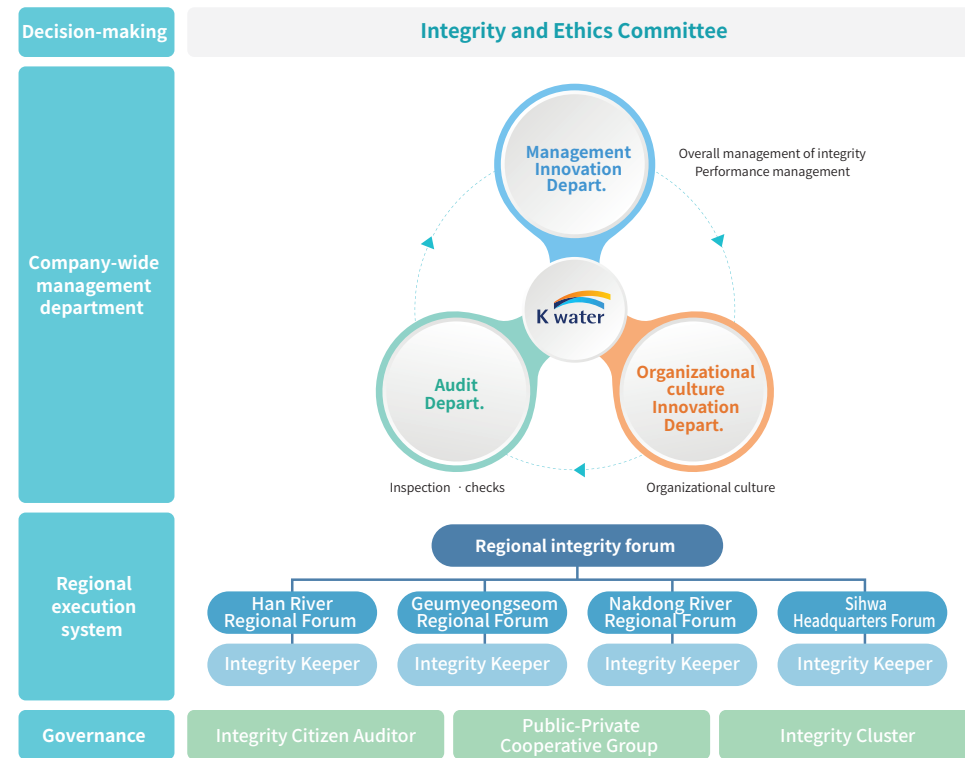 Decision-making
Integrity and Ethics Committee
Company-wide
management
department
Management
Innovation
Depart.
Overall management of integrity
Performance management
K water
Audit
Depart.
Organizational
culture
Innovation
Depart.
Inspection · checks
Organizational culture
Regional
execution
system
Regional integrity forum
Han River
Regional Forum
Geumyeongseom
Regional Forum
Nakdong River
Regional Forum
Sihwa
Headquarters Forum
Integrity Keeper
Integrity Keeper
Integrity Keeper
Integrity Keeper
Governance
Integrity Citizen Auditor
Public-Private
Cooperative Group
Integrity Cluster